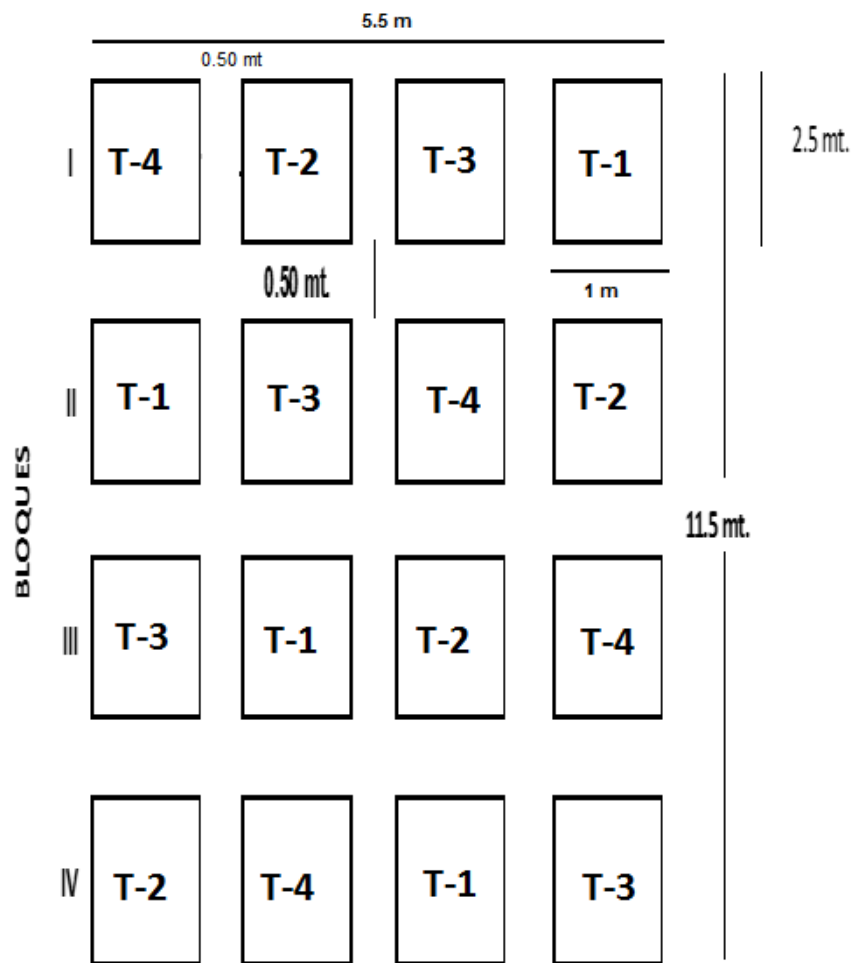 5.5 m
0.50 mt
I
T-4
T-2
T-3
T-1
2.5 mt.
0.50 mt.
1 m
II
T-1
T-3
T-4
T-2
BLOQUES
11.5 mt.
III
T-3
T-1
T-2
T-4
IV
T-2
T-4
T-1
T-3